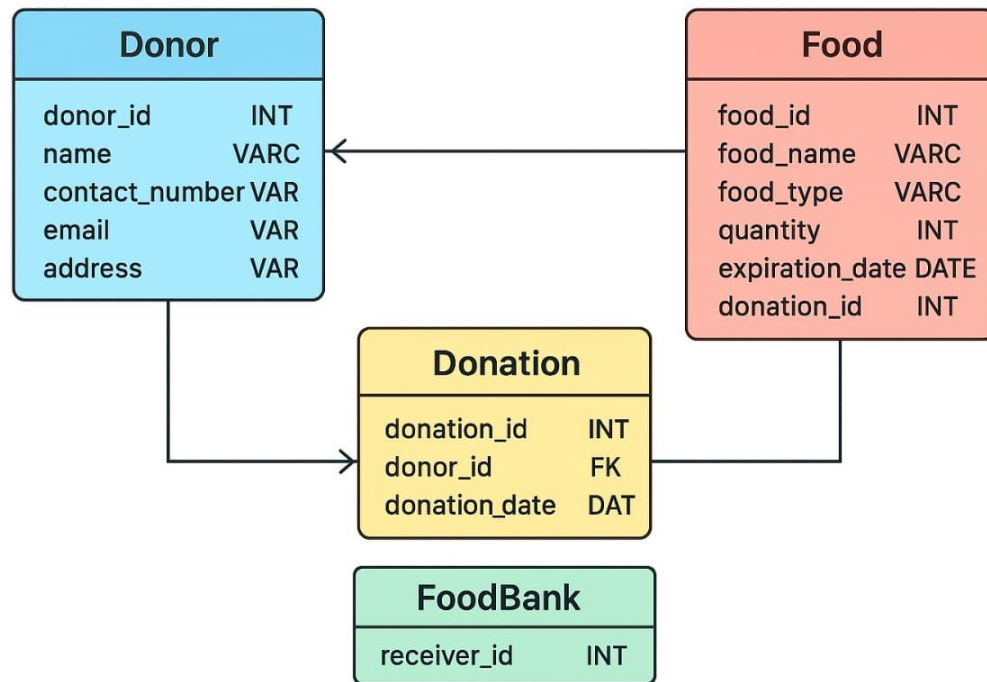 Donor
donor_id INT
name VARC
contact_number VAR
email VAR
address VAR
Food
food_id INT
food_name VARC
food_type VARC
quantity INT
expiration_date DATE
donation_id INT
Donation
donation_id INT
donor_id FK
donation_date DAT
FoodBank
receiver_id INT